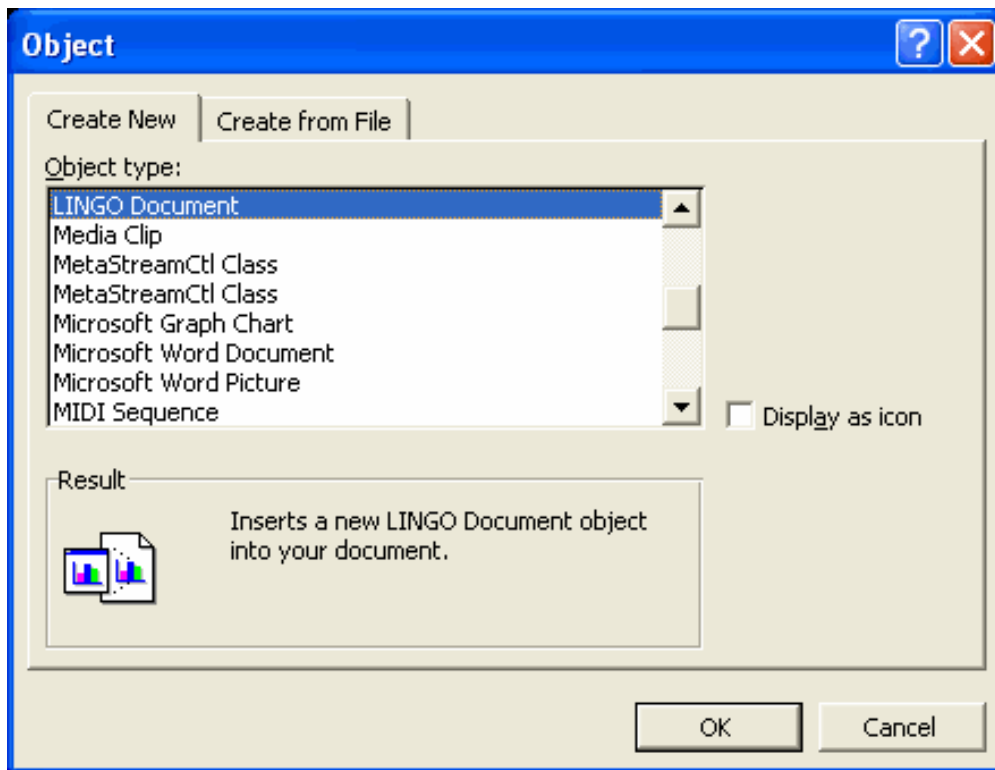 Object
Create New
Create from File
Object type:
LINGO Document
Media Clip
MetaStreamCtl Class
MetaStreamCtl Class
Microsoft Graph Chart
Microsoft Word Document
Microsoft Word Picture
MIDI Sequence
Display as icon
Result
Inserts a new LINGO Document object
into your document.
OK
Cancel